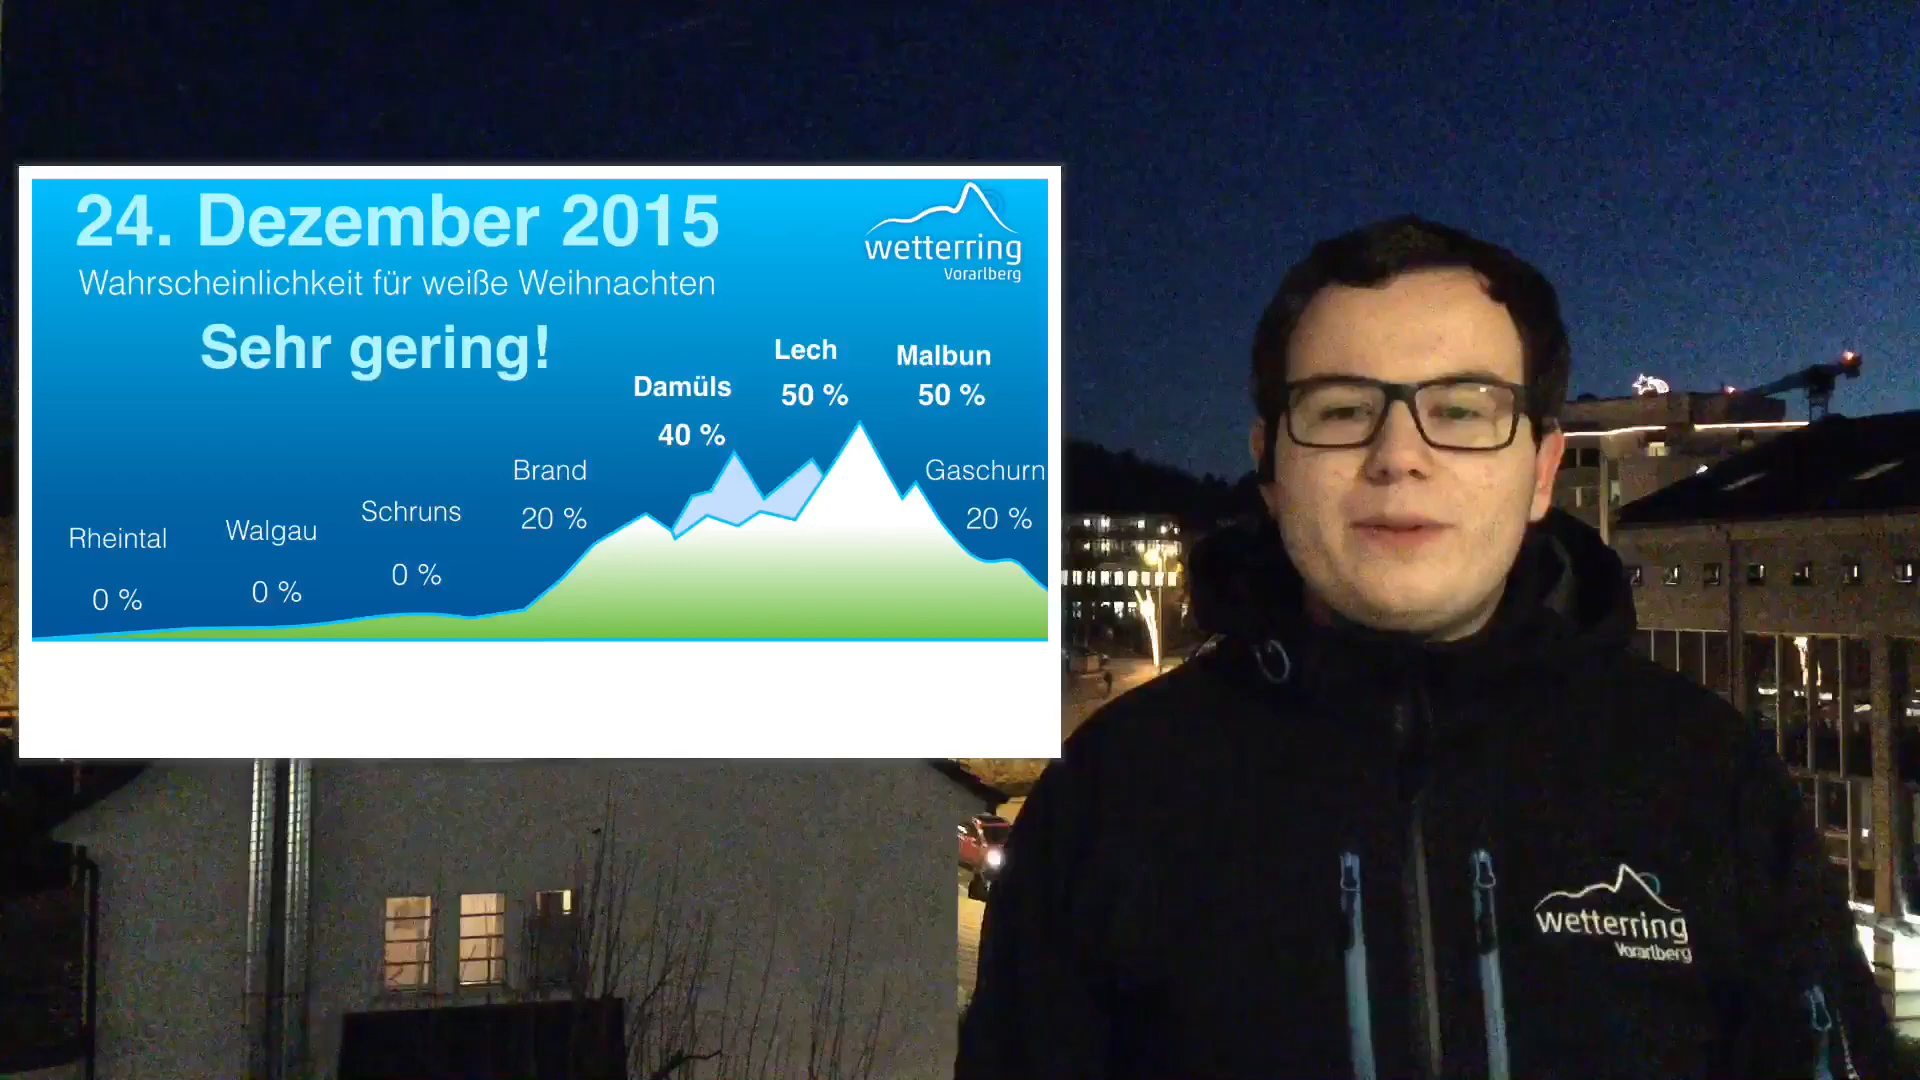 24. Dezember 2015
Wahrscheinlichkeit für weiße Weihnachten
Sehr gering!
wetterring
Vorarlberg
Rheintal
0 %
Walgau
0 %
Schruns
0 %
Brand
20 %
Damüls
40 %
Lech
50 %
Malbun
50 %
Gaschurn
20 %
wetterring
Vorarlberg